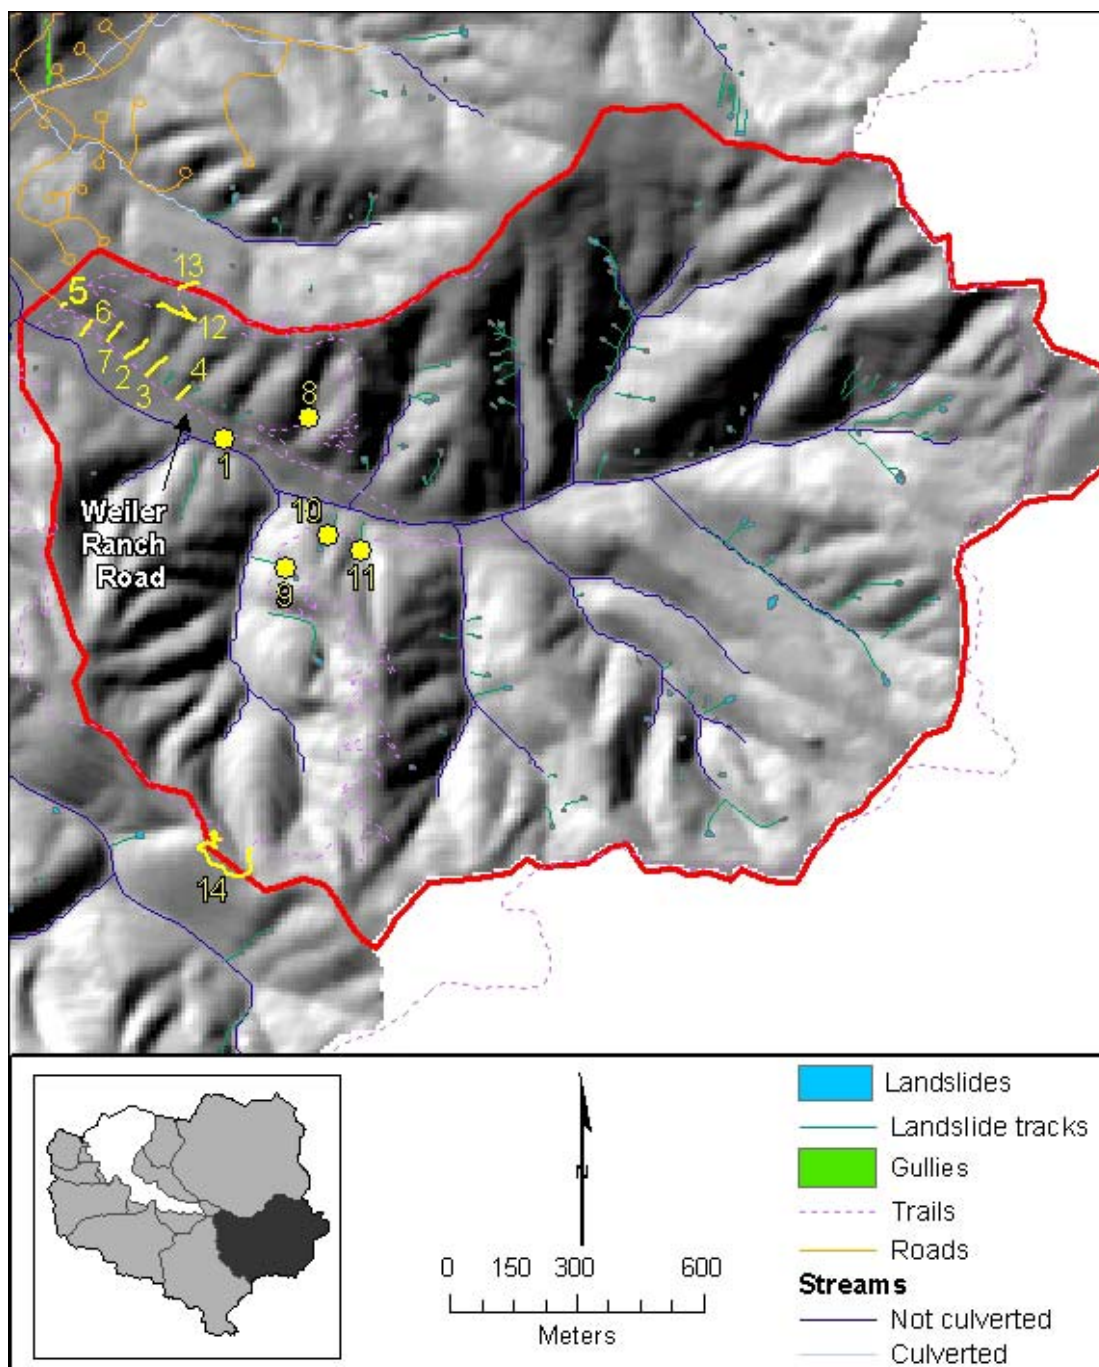 13
5
6
12
7
2
3
4
8
1
Weiler
Ranch
Road
10
11
9
14
N
0 150 300 600
Meters
Landslides
Landslide tracks
Gullies
Trails
Roads
Streams
Not culverted
Culverted